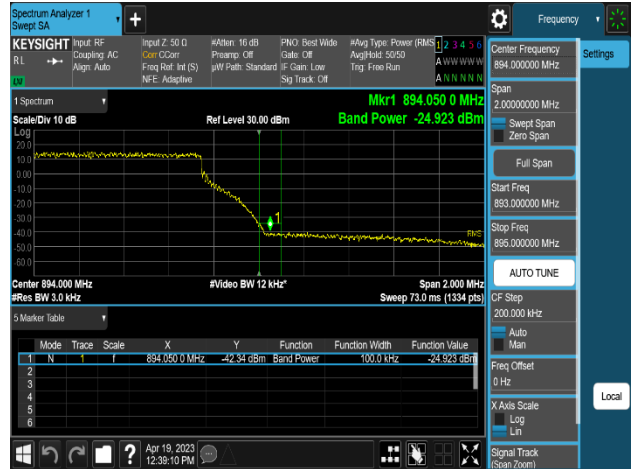 Spectrum Analyzer 1
Swept SA
+
Frequency
KEYSIGHT
RL
LW
Input: RF
Coupling: AC
Align: Auto
Input Z: 50 Ω
Corr CCorr
Freq Ref: Int (S)
NFE: Adaptive
#Atten: 16 dB
Preamp: Off
µW Path: Standard
PNO: Best Wide
Gate: Off
IF Gain: Low
Sig Track: Off
#Avg Type: Power (RMS)
Avg|Hold: 50/50
Trig: Free Run
1 2 3 4 5 6
A W W W W W
A N N N N N
1 Spectrum
Scale/Div 10 dB
Log
Ref Level 30.00 dBm
Mkr1 894.050 0 MHz
Band Power -24.923 dBm
20.0
10.0
0.00
-10.0
-20.0
-30.0
-40.0
-50.0
-60.0
1
RMS
Center 894.000 MHz
#Res BW 3.0 kHz
#Video BW 12 kHz*
Span 2.000 MHz
Sweep 73.0 ms (1334 pts)
5 Marker Table
Mode Trace Scale X Y Function Function Width Function Value
1 N 1 f 894.050 0 MHz -42.34 dBm Band Power 100.0 kHz -24.923 dBm
2
3
4
5
6
?
Apr 19, 2023
12:39:10 PM
Center Frequency
894.000000 MHz
Span
2.00000000 MHz
Swept Span
Zero Span
Full Span
Start Freq
893.000000 MHz
Stop Freq
895.000000 MHz
AUTO TUNE
CF Step
200.000 kHz
Auto
Man
Freq Offset
0 Hz
X Axis Scale
Log
Lin
Signal Track
(Span Zoom)
Settings
Local